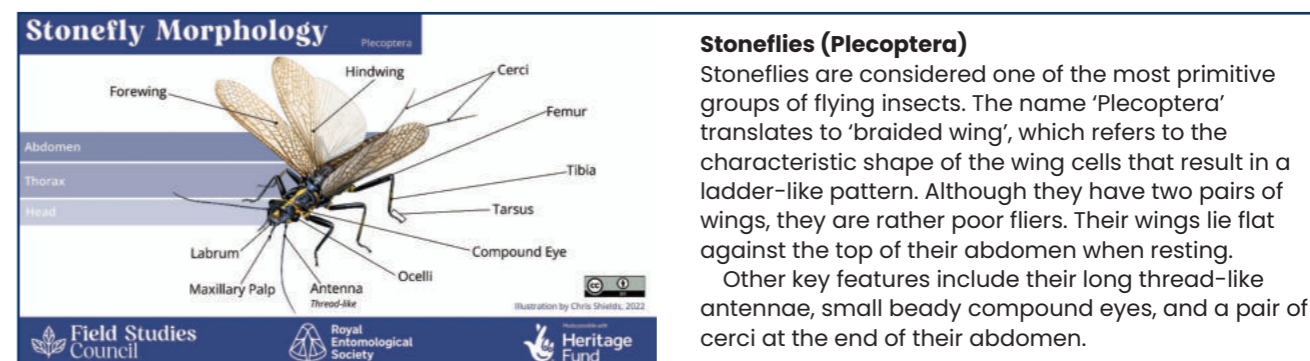 Stonefly Morphology
Plecoptera
Forewing
Hindwing
Cerci
Femur
Abdomen
Thorax
Head
Tibia
Tarsus
Labrum
Compound Eye
Ocelli
Maxillary Palp
Antenna
Thread-like
cc
Illustration by Chris Shields, 2022
Field Studies
Council
Royal
Entomological
Society
Made possible with
Heritage
Fund
Stoneflies (Plecoptera)
Stoneflies are considered one of the most primitive
groups of flying insects. The name ‘Plecoptera’
translates to ‘braided wing’, which refers to the
characteristic shape of the wing cells that result in a
ladder-like pattern. Although they have two pairs of
wings, they are rather poor fliers. Their wings lie flat
against the top of their abdomen when resting.
Other key features include their long thread-like
antennae, small beady compound eyes, and a pair of
cerci at the end of their abdomen.